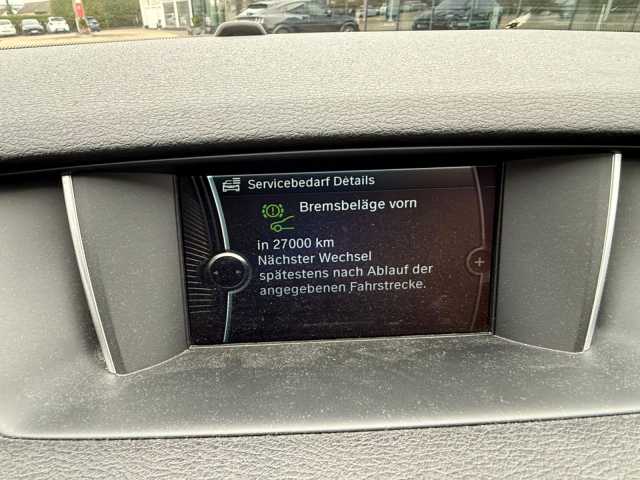 Servicebedarf Details
Bremsbeläge vorn
in 27000 km
Nächster Wechsel
spätestens nach Ablauf der
angegebenen Fahrstrecke.
+